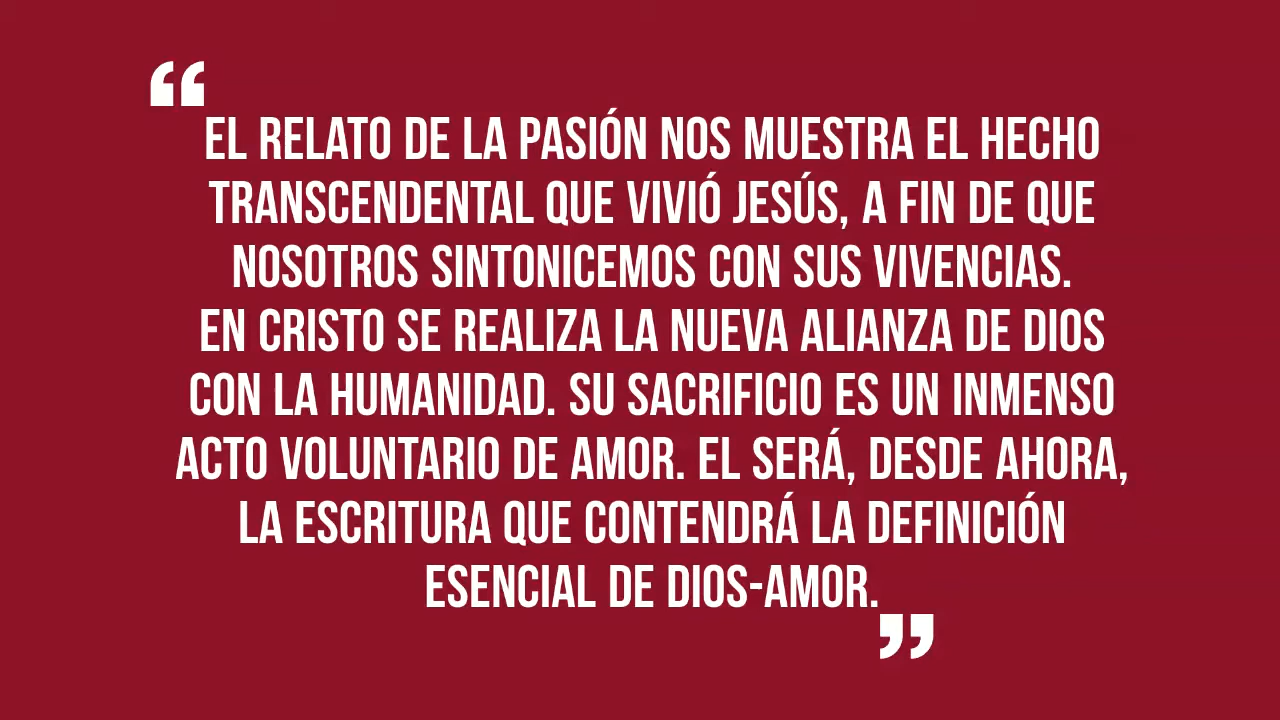 “
EL RELATO DE LA PASIÓN NOS MUESTRA EL HECHO
TRANSCENDENTAL QUE VIVIÓ JESÚS, A FIN DE QUE
NOSOTROS SINTONICEMOS CON SUS VIVENCIAS.
EN CRISTO SE REALIZA LA NUEVA ALIANZA DE DIOS
CON LA HUMANIDAD. SU SACRIFICIO ES UN INMENSO
ACTO VOLUNTARIO DE AMOR. EL SERÁ, DESDE AHORA,
LA ESCRITURA QUE CONTENDRÁ LA DEFINICIÓN
ESENCIAL DE DIOS-AMOR.
”